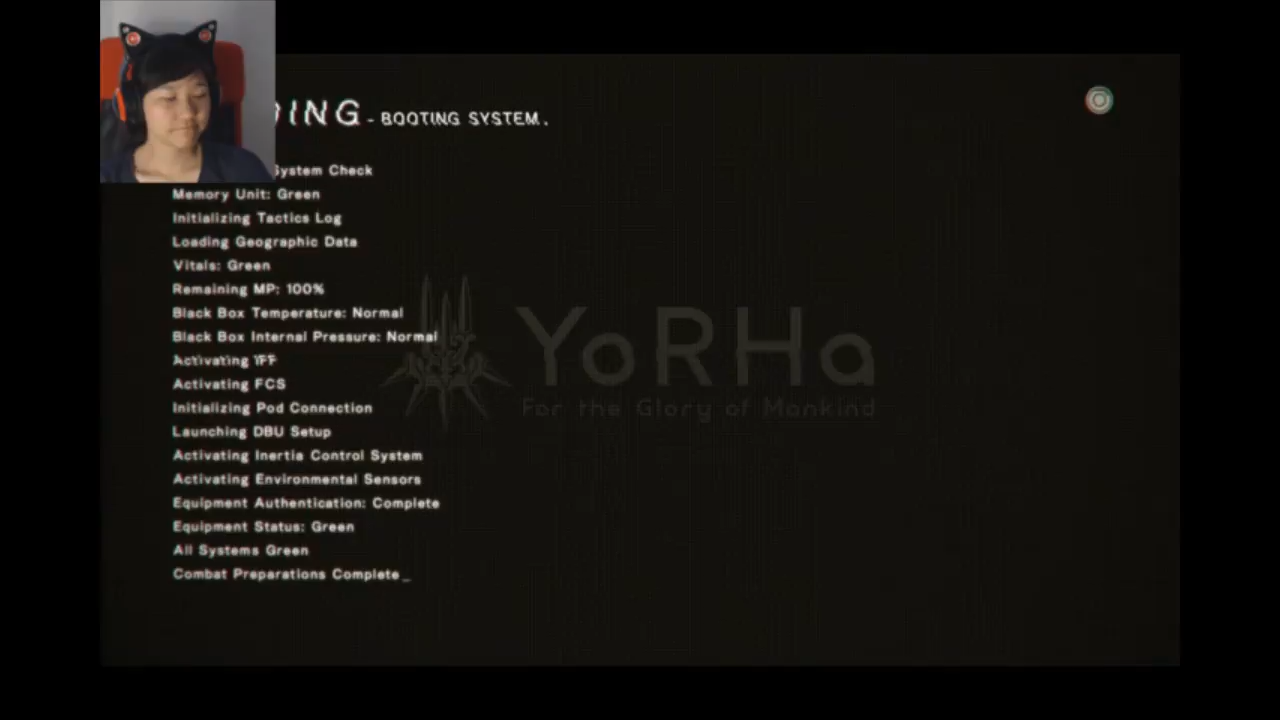 DING - BOOTING SYSTEM.
System Check
Memory Unit: Green
Initializing Tactics Log
Loading Geographic Data
Vitals: Green
Remaining MP: 100%
Black Box Temperature: Normal
Black Box Internal Pressure: Normal
Activating IFF
Activating FCS
Initializing Pod Connection
Launching DBU Setup
Activating Inertia Control System
Activating Environmental Sensors
Equipment Authentication: Complete
Equipment Status: Green
All Systems Green
Combat Preparations Complete_
YoRHa
For the Glory of Mankind